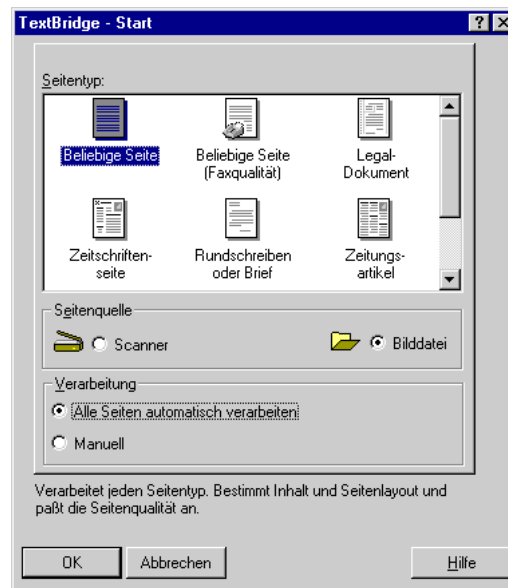 TextBridge - Start
Seitentyp:
Beliebige Seite
Beliebige Seite
(Faxqualität)
Legal-
Dokument
Zeitschriften-
seite
Rundschreiben
oder Brief
Zeitungs-
artikel
Seitenquelle
Scanner
Bilddatei
Verarbeitung
Alle Seiten automatisch verarbeiten
Manuell
Verarbeitet jeden Seitentyp. Bestimmt Inhalt und Seitenlayout und
paßt die Seitenqualität an.
OK
Abbrechen
Hilfe